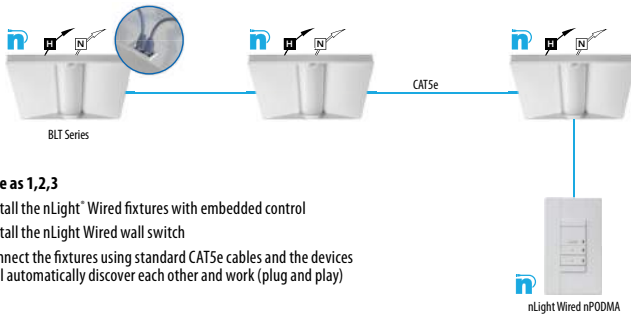 n H N
n H N
n H N
CAT5e
BLT Series
e as 1,2,3
tall the nLight® Wired fixtures with embedded control
tall the nLight Wired wall switch
nnect the fixtures using standard CAT5e cables and the devices
l automatically discover each other and work (plug and play)
n
nLight Wired nPODMA